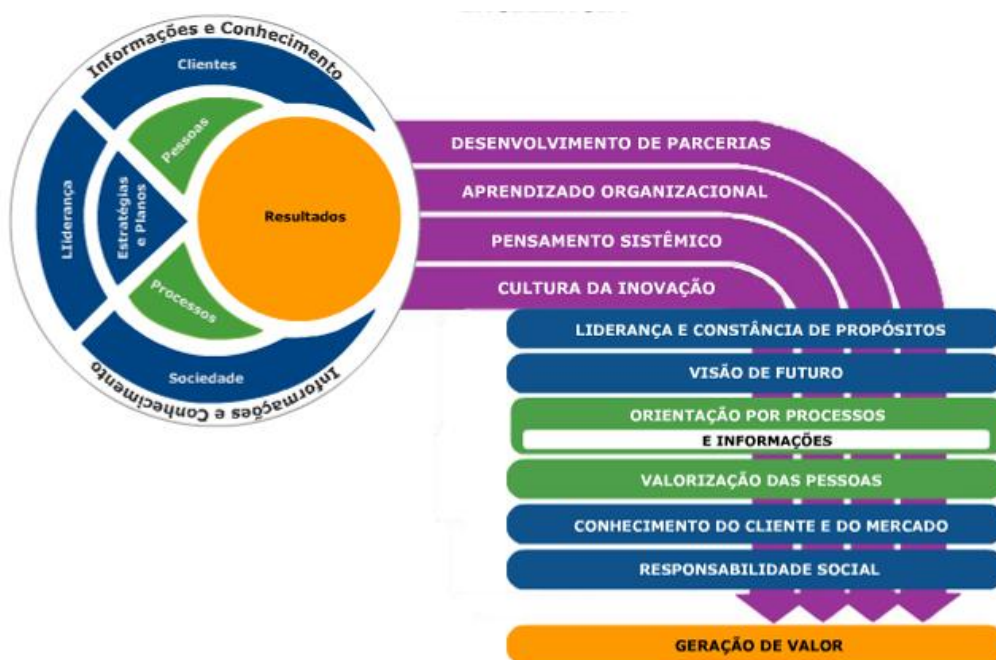 Informações e Conhecimento
Clientes
Pessoas
Liderança
Estratégias
e Planos
Resultados
Processos
Sociedade
Informações e Conhecimento
DESENVOLVIMENTO DE PARCERIAS
APRENDIZADO ORGANIZACIONAL
PENSAMENTO SISTÊMICO
CULTURA DA INOVAÇÃO
LIDERANÇA E CONSTÂNCIA DE PROPÓSITOS
VISÃO DE FUTURO
ORIENTAÇÃO POR PROCESSOS
E INFORMAÇÕES
VALORIZAÇÃO DAS PESSOAS
CONHECIMENTO DO CLIENTE E DO MERCADO
RESPONSABILIDADE SOCIAL
GERAÇÃO DE VALOR